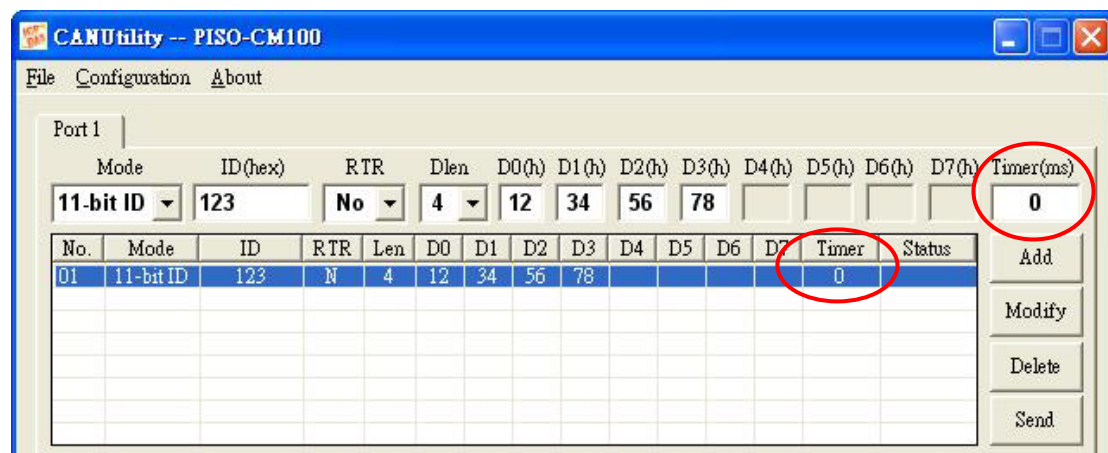 CANUtility -- PISO-CM100
File Configuration About
Port 1
Mode ID(hex) RTR Dlen D0(h) D1(h) D2(h) D3(h) D4(h) D5(h) D6(h) D7(h) Timer(ms)
11-bit ID 123 No 4 12 34 56 78 0
No. Mode ID RTR Len D0 D1 D2 D3 D4 D5 D6 D7 Timer Status
01 11-bit ID 123 N 4 12 34 56 78 0
Add
Modify
Delete
Send